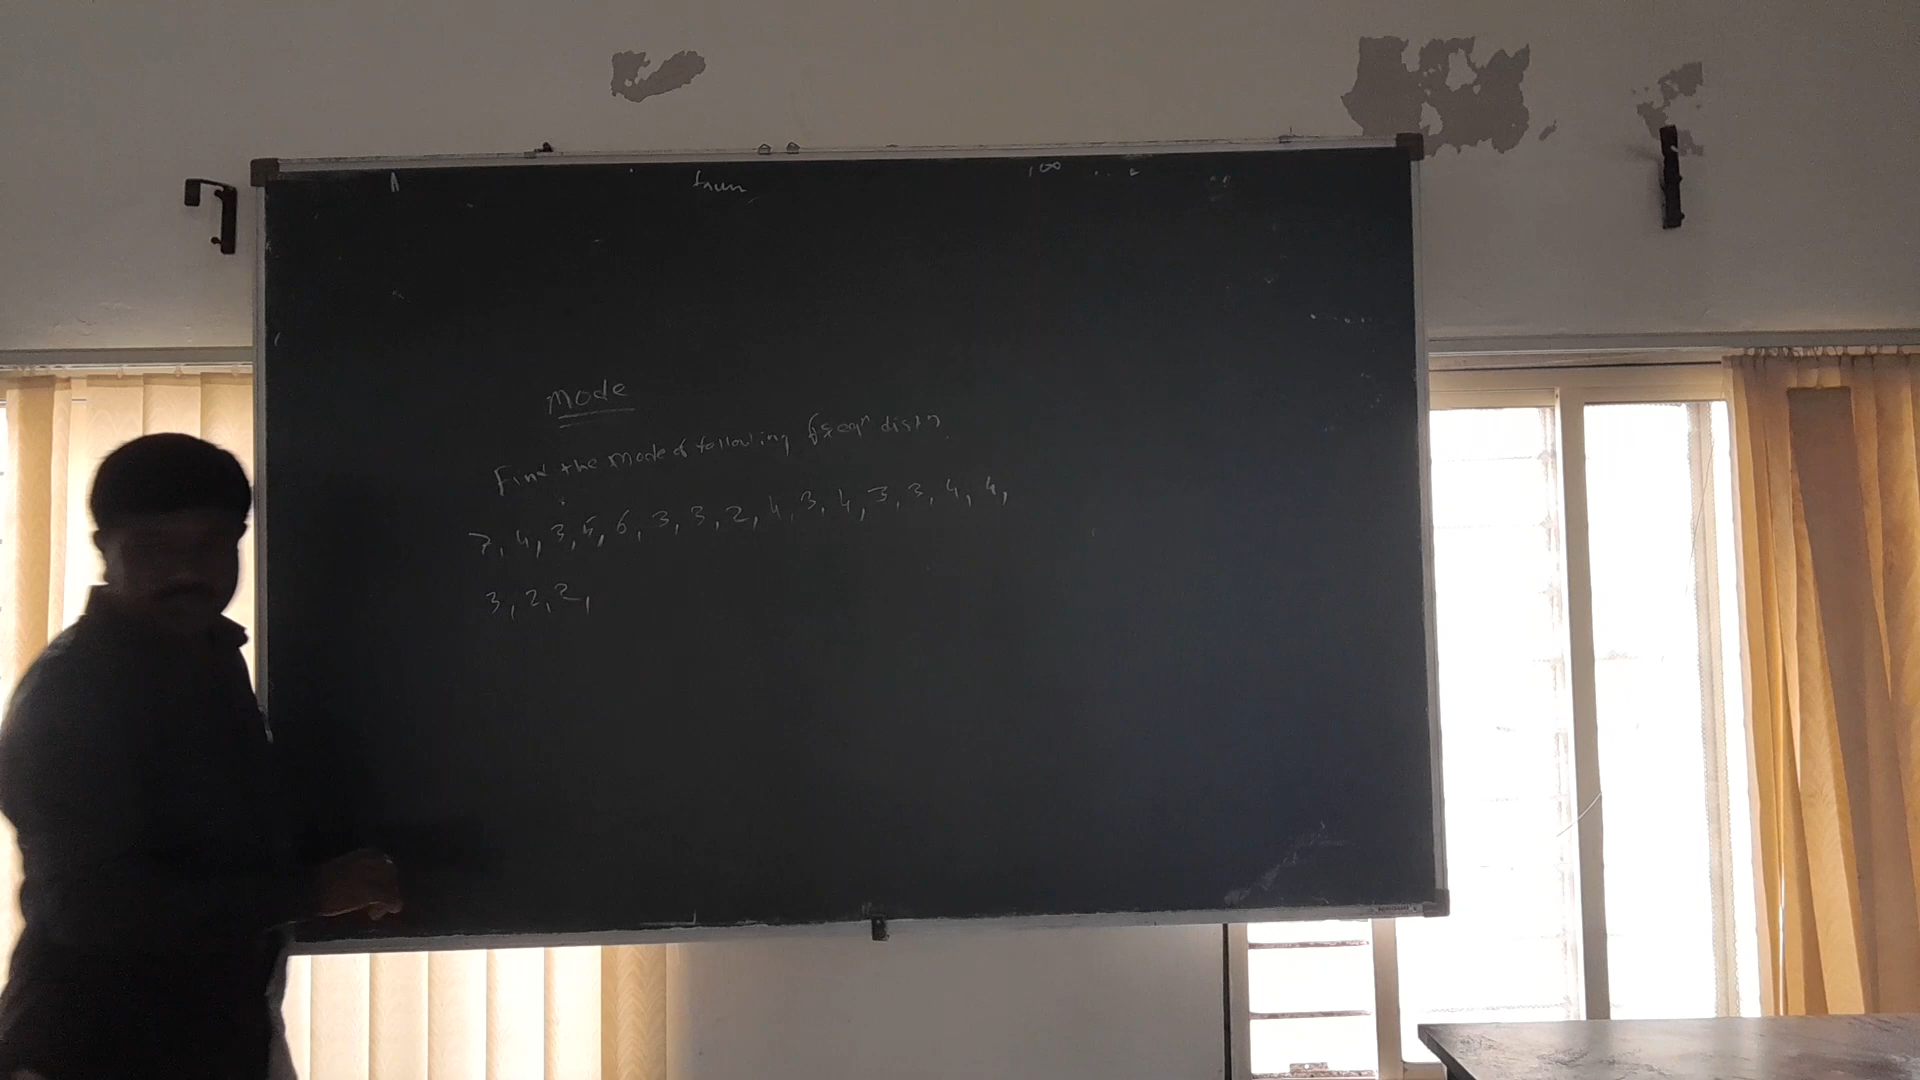 100
Mode
Find the Mode of following freqn distn
7, 4, 3, 5, 6, 3, 3, 2, 4, 3, 4, 3, 3, 4, 4,
3, 2, 2,